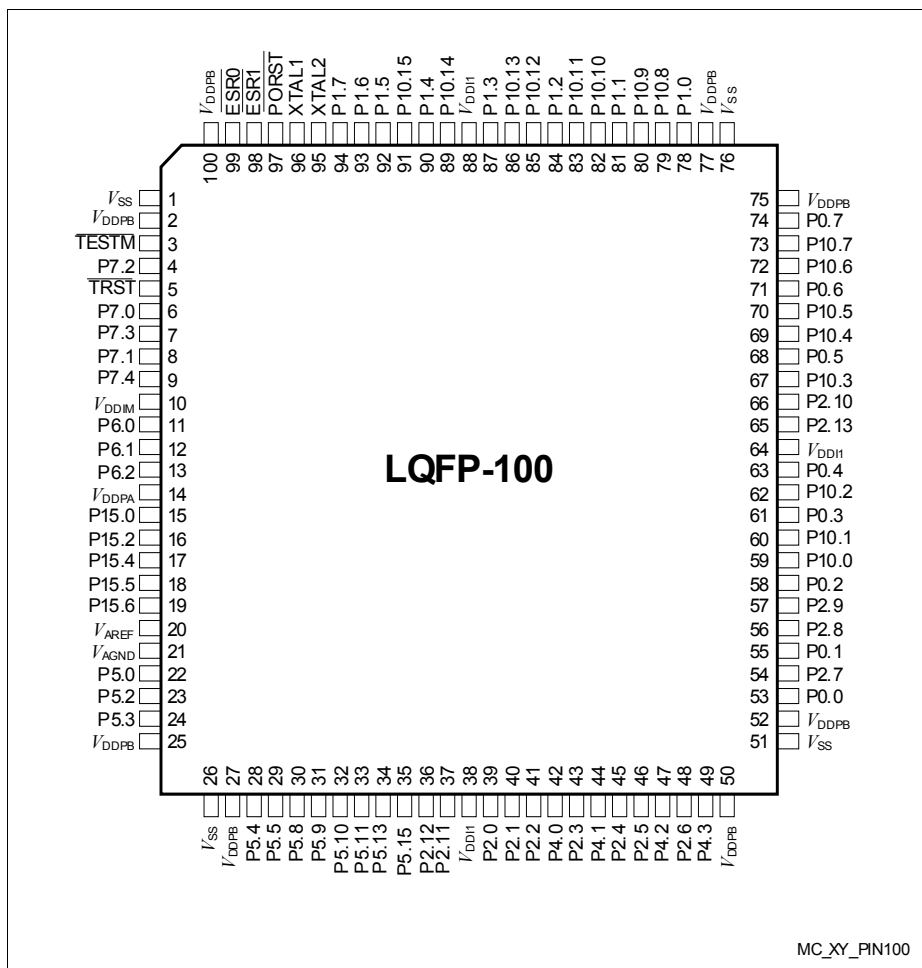 VDDPB ESR0 ESR1 PORST XTAL1 XTAL2 P1.7 P1.6 P1.5 P10.15 P1.4 P10.14 VDDI1 P1.3 P10.13 P10.12 P1.2 P10.11 P10.10 P1.1 P10.9 P10.8 P1.0 VDDPB VSS
100 99 98 97 96 95 94 93 92 91 90 89 88 87 86 85 84 83 82 81 80 79 78 77 76
VSS 1
VDDPB 2
TESTM 3
P7.2 4
TRST 5
P7.0 6
P7.3 7
P7.1 8
P7.4 9
VDDIM 10
P6.0 11
P6.1 12
P6.2 13
VDDPA 14
P15.0 15
P15.2 16
P15.4 17
P15.5 18
P15.6 19
VAREF 20
VAGND 21
P5.0 22
P5.2 23
P5.3 24
VDDPB 25
LQFP-100
75 VDDPB
74 P0.7
73 P10.7
72 P10.6
71 P0.6
70 P10.5
69 P10.4
68 P0.5
67 P10.3
66 P2.10
65 P2.13
64 VDDI1
63 P0.4
62 P10.2
61 P0.3
60 P10.1
59 P10.0
58 P0.2
57 P2.9
56 P2.8
55 P0.1
54 P2.7
53 P0.0
52 VDDPB
51 VSS
26 27 28 29 30 31 32 33 34 35 36 37 38 39 40 41 42 43 44 45 46 47 48 49 50
VSS VDDPB P5.4 P5.5 P5.8 P5.9 P5.10 P5.11 P5.13 P5.15 P2.12 P2.11 VDDI1 P2.0 P2.1 P2.2 P4.0 P2.3 P4.1 P2.4 P2.5 P4.2 P2.6 P4.3 VDDPB
MC_XY_PIN100